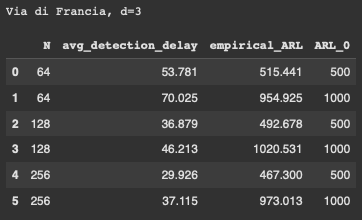 Via di Francia, d=3
N avg_detection_delay empirical_ARL ARL_0
0 64 53.781 515.441 500
1 64 70.025 954.925 1000
2 128 36.879 492.678 500
3 128 46.213 1020.531 1000
4 256 29.926 467.300 500
5 256 37.115 973.013 1000